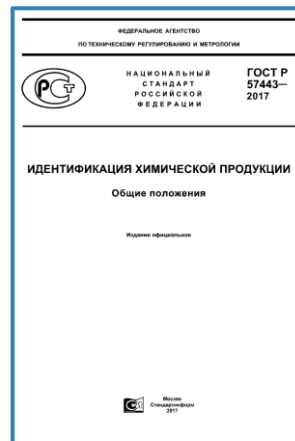 ФЕДЕРАЛЬНОЕ АГЕНТСТВО
ПО ТЕХНИЧЕСКОМУ РЕГУЛИРОВАНИЮ И МЕТРОЛОГИИ
НАЦИОНАЛЬНЫЙ
СТАНДАРТ
РОССИЙСКОЙ
ФЕДЕРАЦИИ
ГОСТ Р
57443—
2017
ИДЕНТИФИКАЦИЯ ХИМИЧЕСКОЙ ПРОДУКЦИИ
Общие положения
Издание официальное
Москва
Стандартинформ
2017